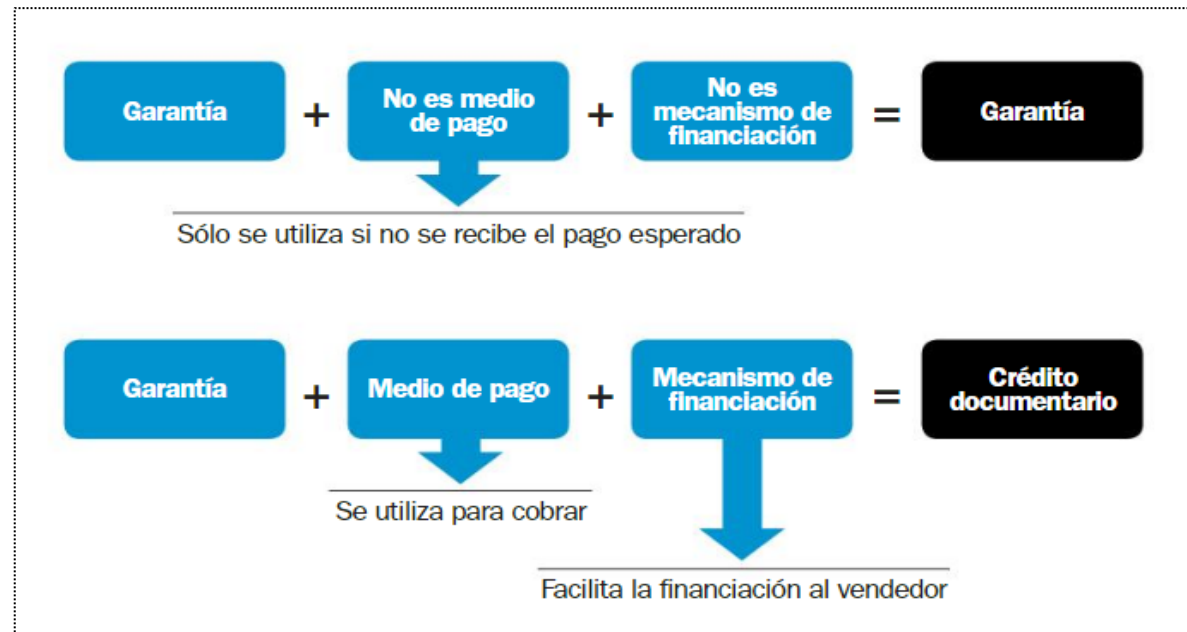 Garantía + No es medio + No es = Garantía
de pago mecanismo de
financiación
Sólo se utiliza si no se recibe el pago esperado
Garantía + Medio de pago + Mecanismo de = Crédito
financiación documentario
Se utiliza para cobrar
Facilita la financiación al vendedor